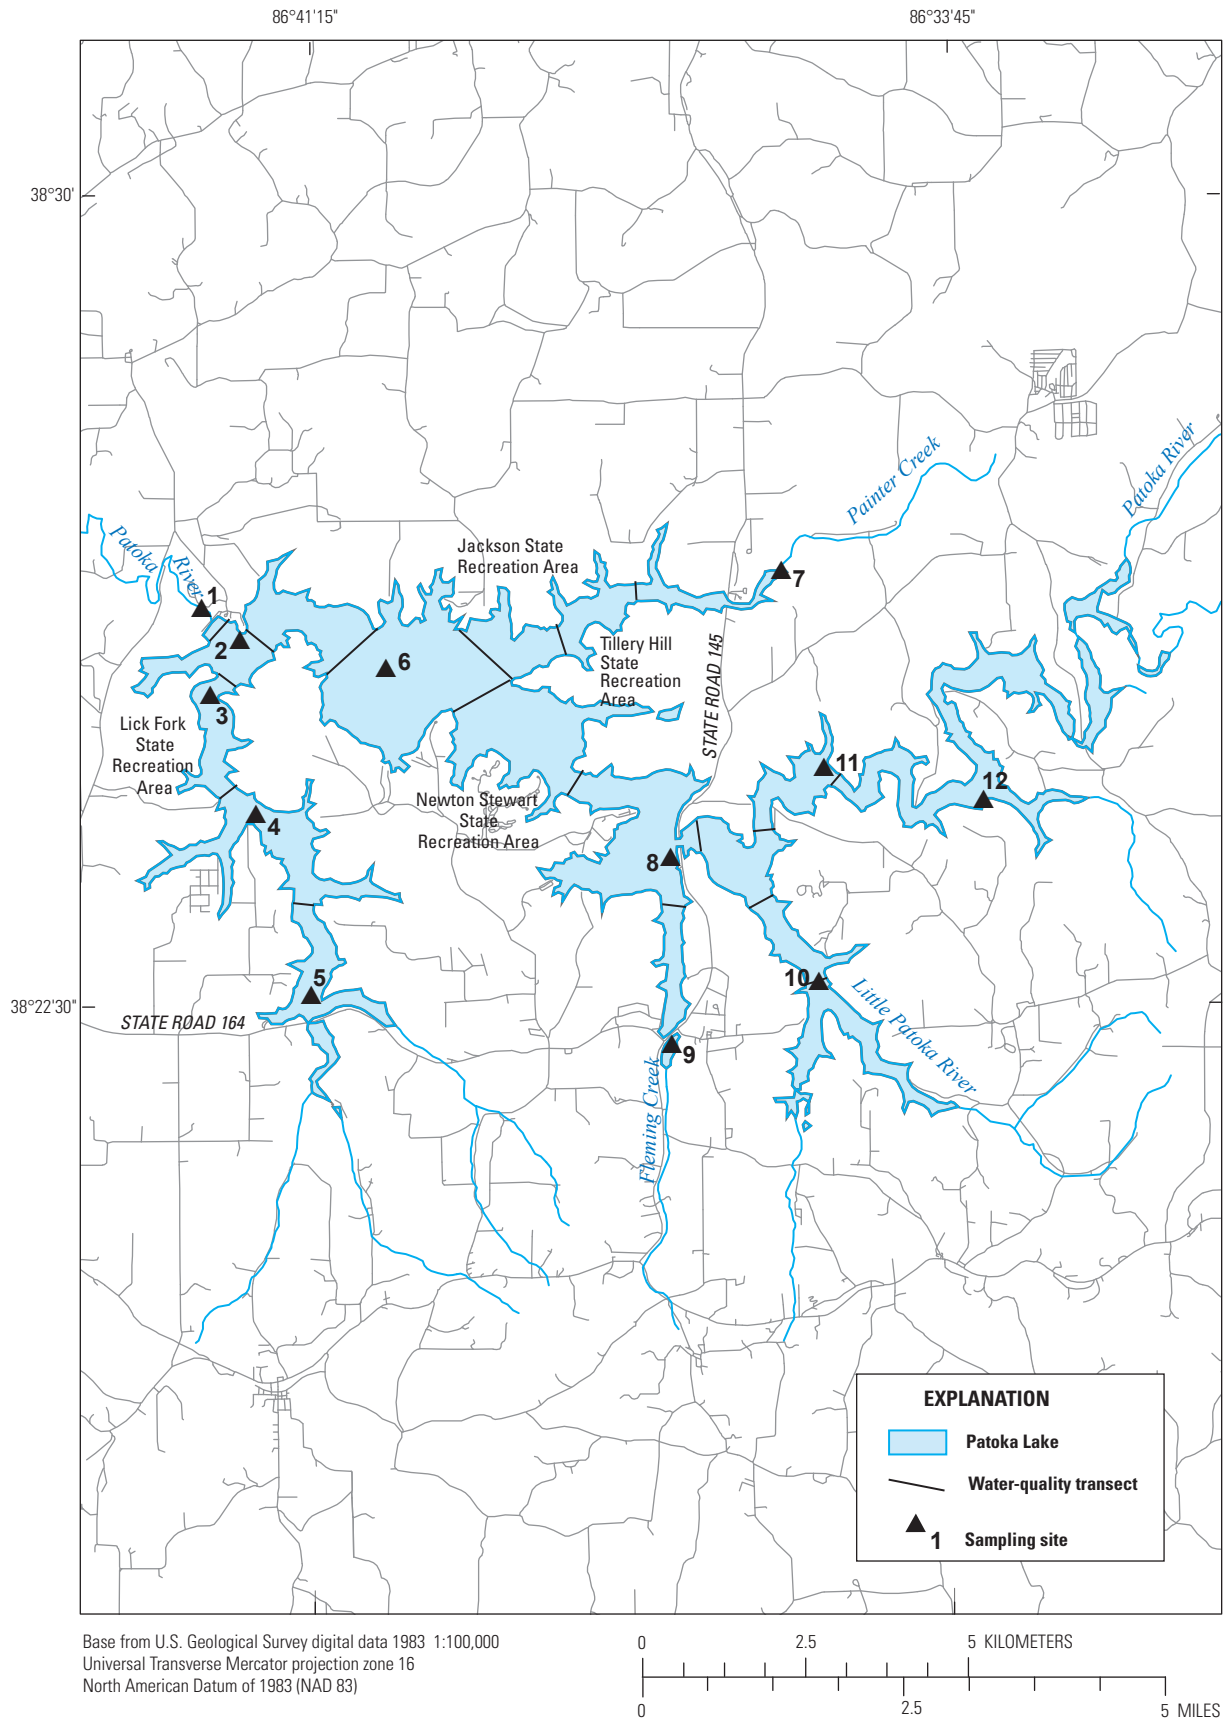 86°41'15"
86°33'45"
38°30'
Patoka River
Painter Creek
Patoka
River
Jackson State
Recreation Area
1
7
2
6
Tillery Hill
State
Recreation
Area
STATE ROAD 145
3
Lick Fork
State
Recreation
Area
11
12
Newton Stewart
State
Recreation Area
4
8
5
10
Little Patoka River
38°22'30"
STATE ROAD 164
9
Fleming Creek
EXPLANATION
Patoka Lake
Water-quality transect
1 Sampling site
Base from U.S. Geological Survey digital data 1983 1:100,000
Universal Transverse Mercator projection zone 16
North American Datum of 1983 (NAD 83)
0 2.5 5 KILOMETERS
0 2.5 5 MILES